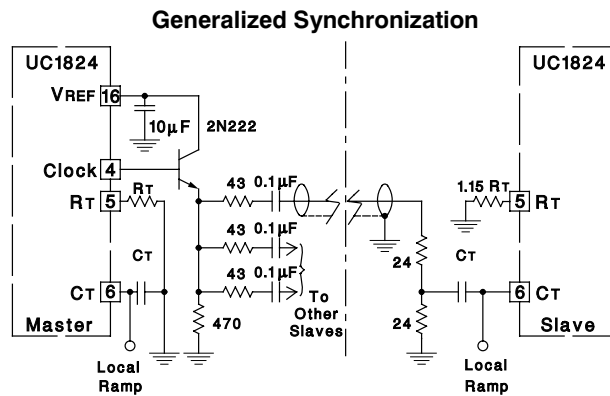 Generalized Synchronization
UC1824
UC1824
VREF
16
10µF
2N222
Clock
4
RT
5
RT
43
0.1µF
1.15 RT
5
RT
43
0.1µF
CT
43
0.1µF
24
CT
CT
6
6
CT
To
Other
Slaves
24
Master
470
Slave
Local
Ramp
Local
Ramp